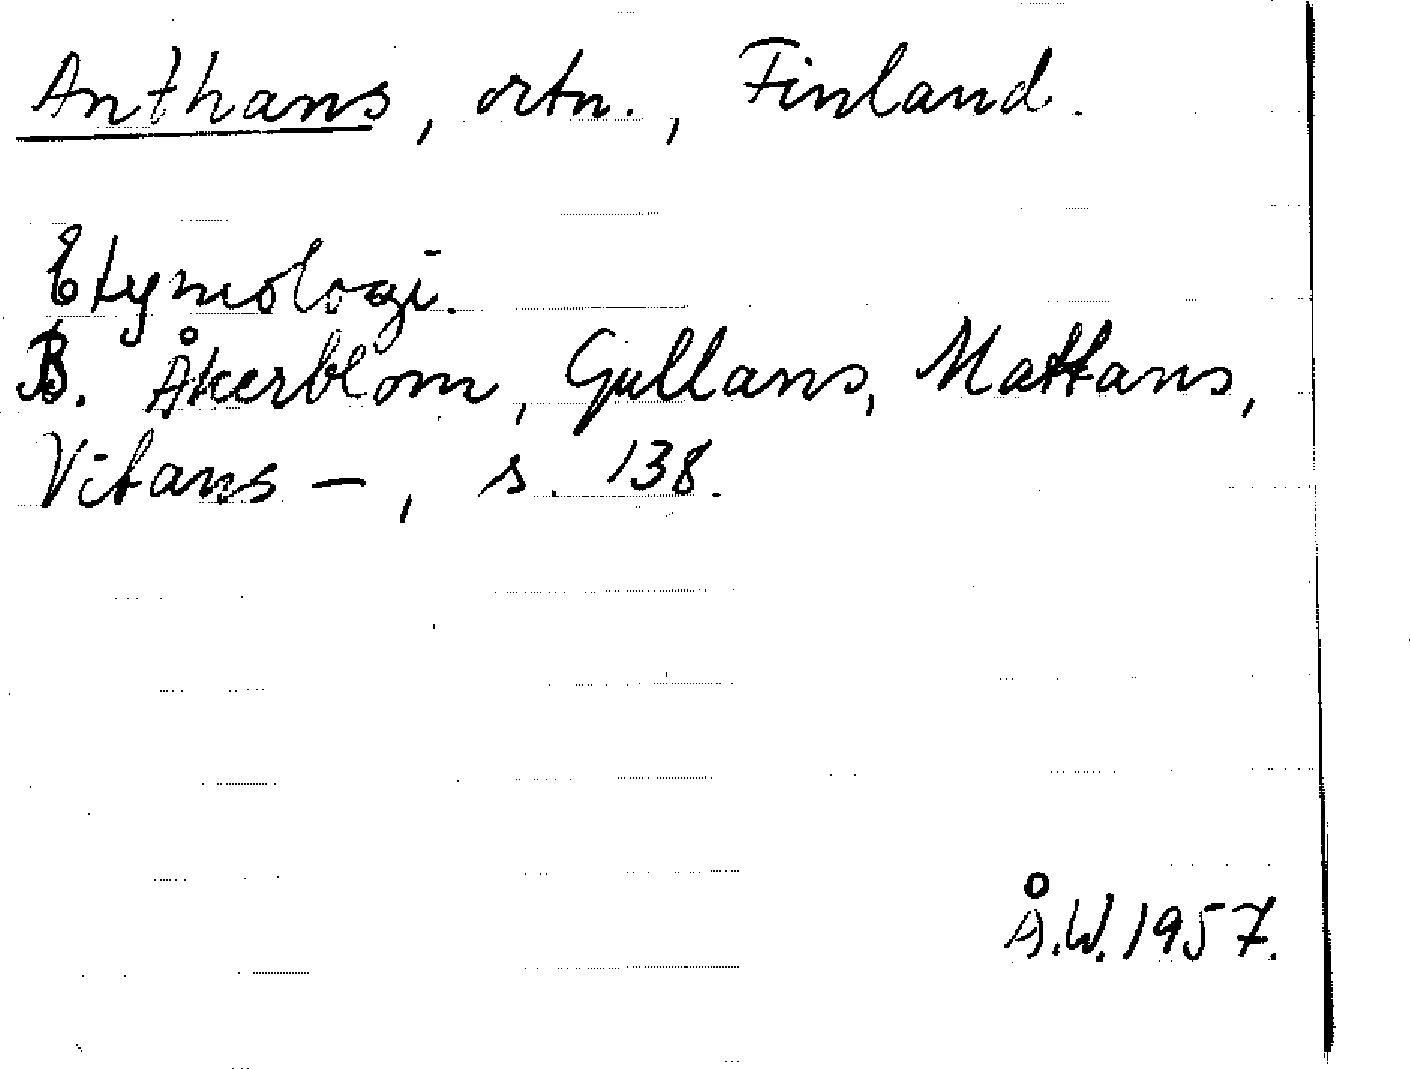 Anthans, ortn., Finland.
Etymologi.
B. Åkerblom, Gullans, Mattans,
Vitans –, s. 138.
Å.W. 1957.